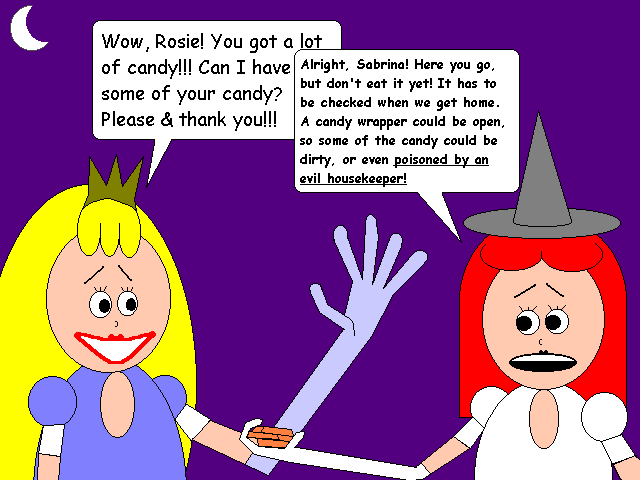 Wow, Rosie! You got a lot
of candy!!! Can I have
some of your candy?
Please & thank you!!!
Alright, Sabrina! Here you go,
but don't eat it yet! It has to
be checked when we get home.
A candy wrapper could be open,
so some of the candy could be
dirty, or even poisoned by an
evil housekeeper!